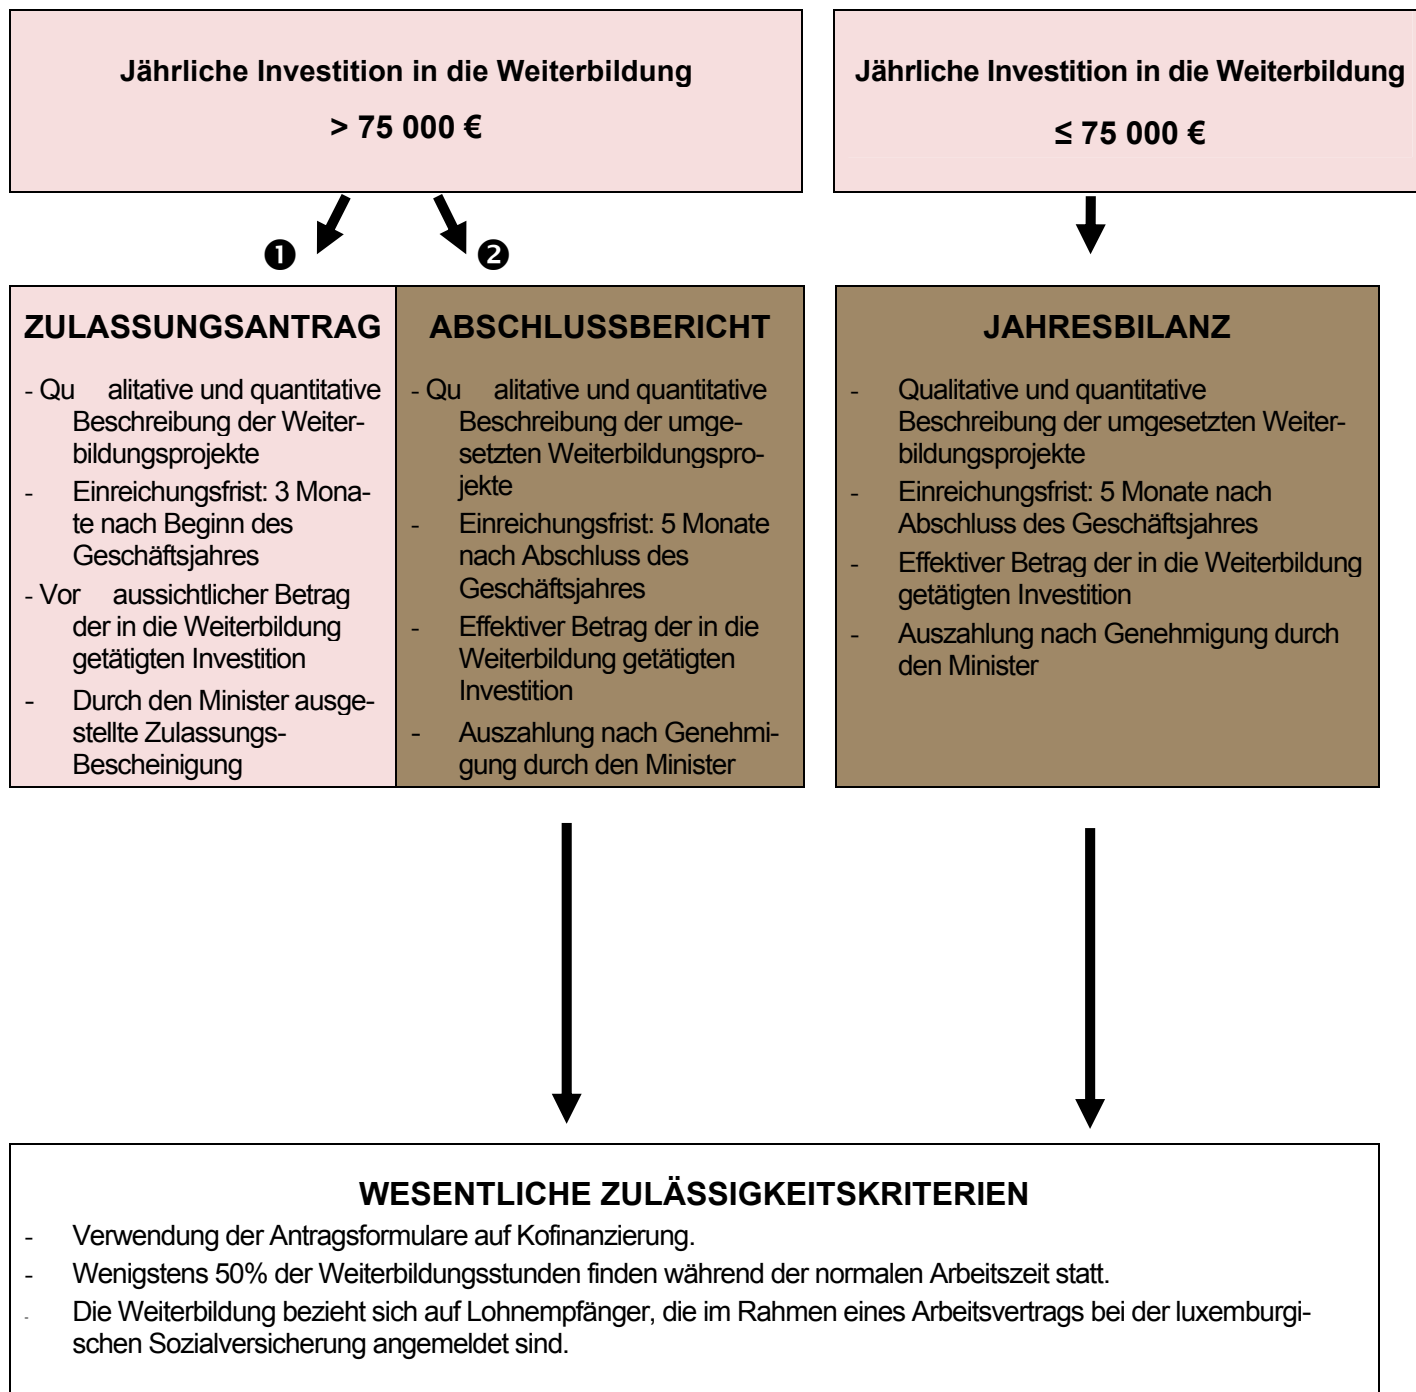 Jährliche Investition in die Weiterbildung
> 75 000 €
Jährliche Investition in die Weiterbildung
≤ 75 000 €
❶
❷
ZULASSUNGSANTRAG
- Qu alitative und quantitative
Beschreibung der Weiter-
bildungsprojekte
- Einreichungsfrist: 3 Mona-
te nach Beginn des
Geschäftsjahres
- Vor aussichtlicher Betrag
der in die Weiterbildung
getätigten Investition
- Durch den Minister ausge-
stellte Zulassungs-
Bescheinigung
ABSCHLUSSBERICHT
- Qu alitative und quantitative
Beschreibung der umge-
setzten Weiterbildungspro-
jekte
- Einreichungsfrist: 5 Monate
nach Abschluss des
Geschäftsjahres
- Effektiver Betrag der in die
Weiterbildung getätigten
Investition
- Auszahlung nach Genehmi-
gung durch den Minister
JAHRESBILANZ
- Qualitative und quantitative
Beschreibung der umgesetzten Weiter-
bildungsprojekte
- Einreichungsfrist: 5 Monate nach
Abschluss des Geschäftsjahres
- Effektiver Betrag der in die Weiterbildung
getätigten Investition
- Auszahlung nach Genehmigung durch
den Minister
WESENTLICHE ZULÄSSIGKEITSKRITERIEN
- Verwendung der Antragsformulare auf Kofinanzierung.
- Wenigstens 50% der Weiterbildungsstunden finden während der normalen Arbeitszeit statt.
- Die Weiterbildung bezieht sich auf Lohnempfänger, die im Rahmen eines Arbeitsvertrags bei der luxemburgi-
schen Sozialversicherung angemeldet sind.